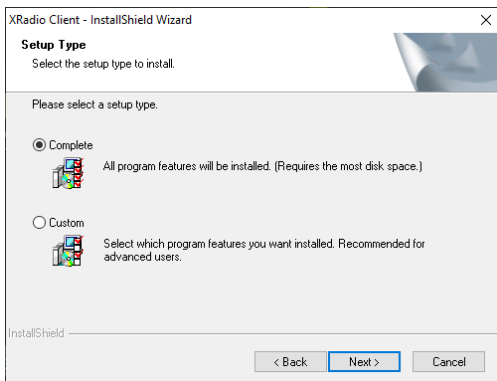 XRadio Client - InstallShield Wizard
Setup Type
Select the setup type to install.
Please select a setup type.
Complete
All program features will be installed. (Requires the most disk space.)
Custom
Select which program features you want installed. Recommended for
advanced users.
InstallShield
< Back
Next >
Cancel